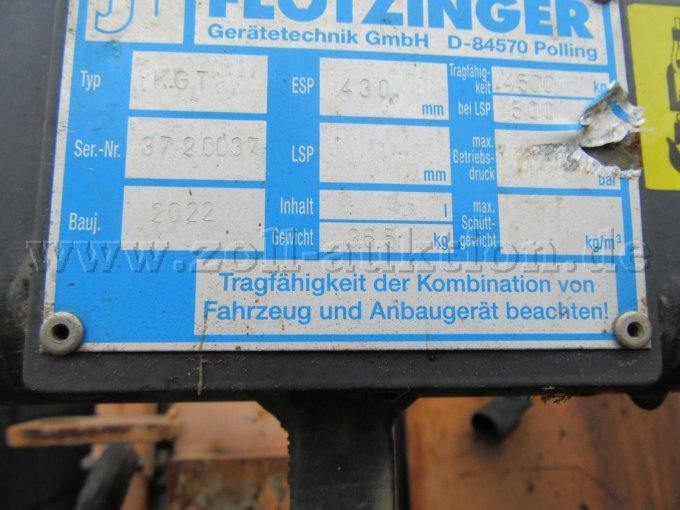 FLÖTZINGER
Gerätetechnik GmbH D-84570 Polling
Typ KGT ESP 430 mm Tragfähigkeit 4600 kg
bei LSP 500
Ser.-Nr. 3720037 LSP mm max. Betriebsdruck bar
Bauj. 2022 Inhalt l max. Schüttgewicht kg/m³
Gewicht 365 kg
www.zoll-auktion.de
Tragfähigkeit der Kombination von
Fahrzeug und Anbaugerät beachten!